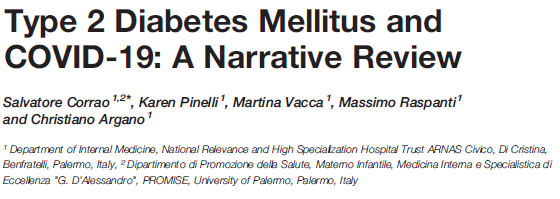 Type 2 Diabetes Mellitus and
COVID-19: A Narrative Review
Salvatore Corrao 1,2*, Karen Pinelli 1, Martina Vacca 1, Massimo Raspanti 1
and Christiano Argano 1
1 Department of Internal Medicine, National Relevance and High Specialization Hospital Trust ARNAS Civico, Di Cristina,
Benfratelli, Palermo, Italy, 2 Dipartimento di Promozione della Salute, Materno Infantile, Medicina Interna e Specialistica di
Eccellenza "G. D'Alessandro", PROMISE, University of Palermo, Palermo, Italy